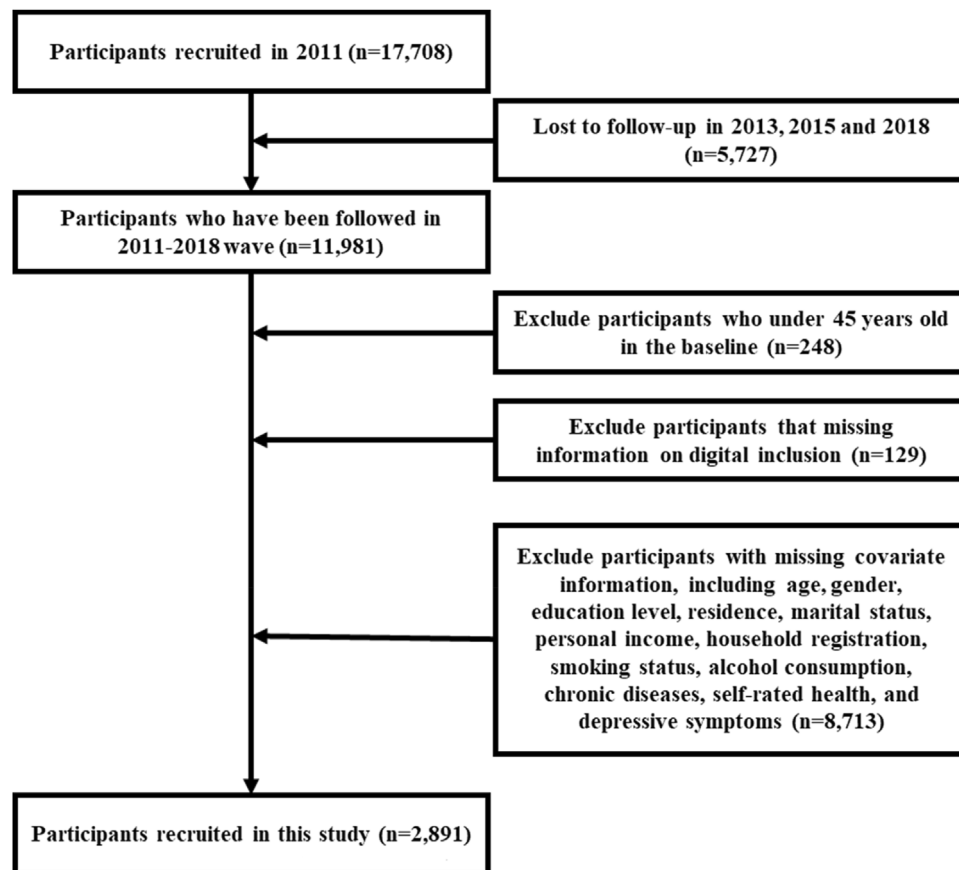 Participants recruited in 2011 (n=17,708)
Lost to follow-up in 2013, 2015 and 2018
(n=5,727)
Participants who have been followed in
2011-2018 wave (n=11,981)
Exclude participants who under 45 years old
in the baseline (n=248)
Exclude participants that missing
information on digital inclusion (n=129)
Exclude participants with missing covariate
information, including age, gender,
education level, residence, marital status,
personal income, household registration,
smoking status, alcohol consumption,
chronic diseases, self-rated health, and
depressive symptoms (n=8,713)
Participants recruited in this study (n=2,891)